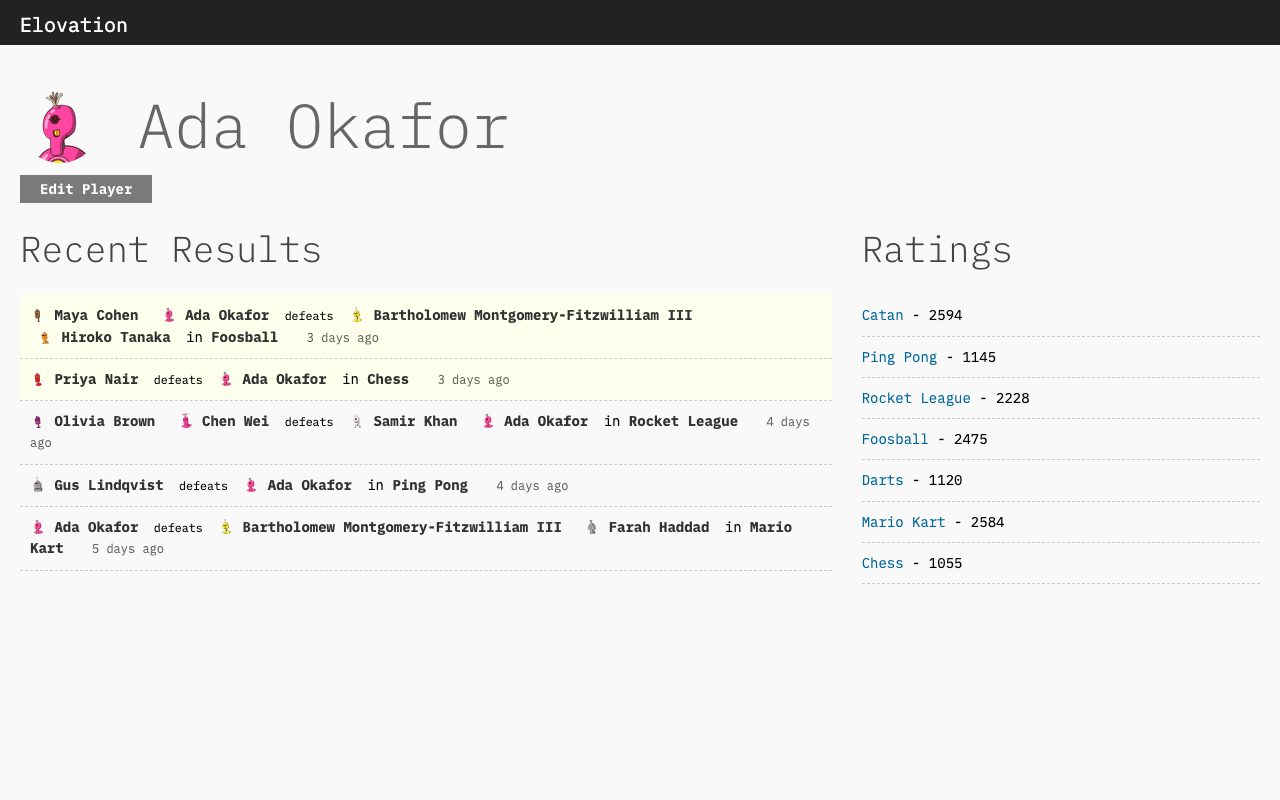 Elovation
Ada Okafor
Edit Player
Recent Results
Maya Cohen Ada Okafor defeats Bartholomew Montgomery-Fitzwilliam III
Hiroko Tanaka in Foosball 3 days ago
Priya Nair defeats Ada Okafor in Chess 3 days ago
Olivia Brown Chen Wei defeats Samir Khan Ada Okafor in Rocket League 4 days
ago
Gus Lindqvist defeats Ada Okafor in Ping Pong 4 days ago
Ada Okafor defeats Bartholomew Montgomery-Fitzwilliam III Farah Haddad in Mario
Kart 5 days ago
Ratings
Catan - 2594
Ping Pong - 1145
Rocket League - 2228
Foosball - 2475
Darts - 1120
Mario Kart - 2584
Chess - 1055